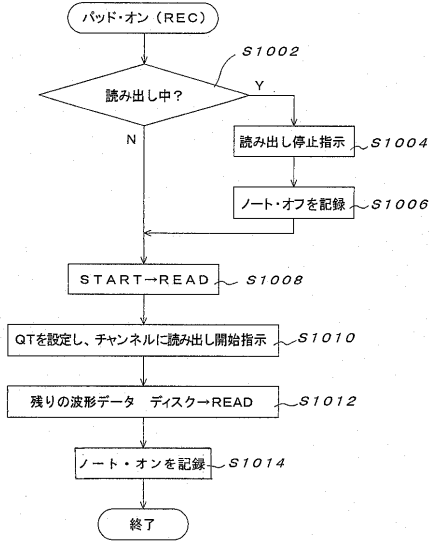 パッド・オン（REC）
S1002
読み出し中？
Y
N
読み出し停止指示
S1004
ノート・オフを記録
S1006
START→READ
S1008
QTを設定し、チャンネルに読み出し開始指示
S1010
残りの波形データ　ディスク→READ
S1012
ノート・オンを記録
S1014
終了